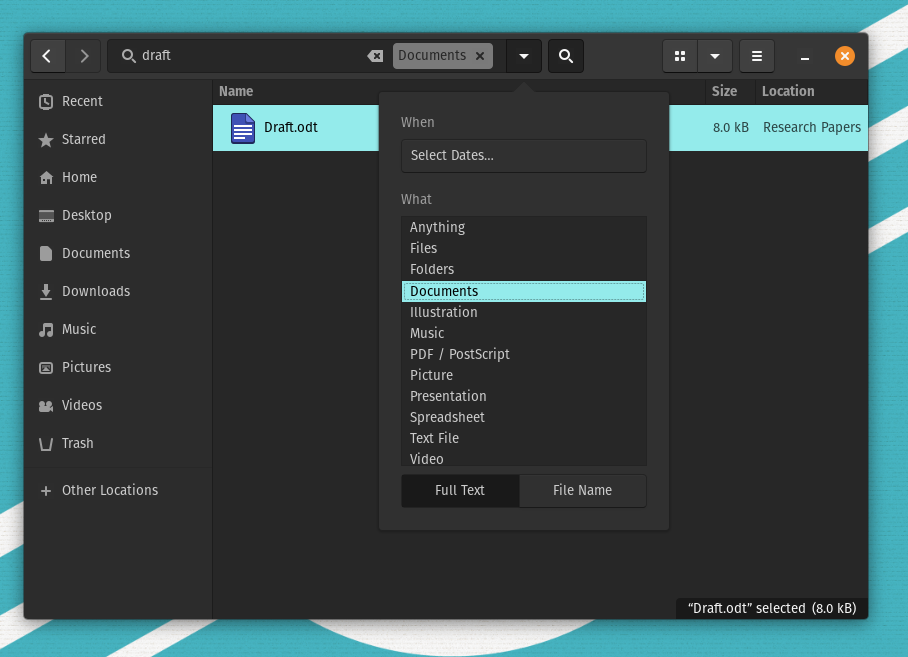 draft
Documents
Recent
Starred
Home
Desktop
Documents
Downloads
Music
Pictures
Videos
Trash
Other Locations
Name
Size
Location
Draft.odt
8.0 kB
Research Papers
When
Select Dates…
What
Anything
Files
Folders
Documents
Illustration
Music
PDF / PostScript
Picture
Presentation
Spreadsheet
Text File
Video
Full Text
File Name
“Draft.odt” selected (8.0 kB)